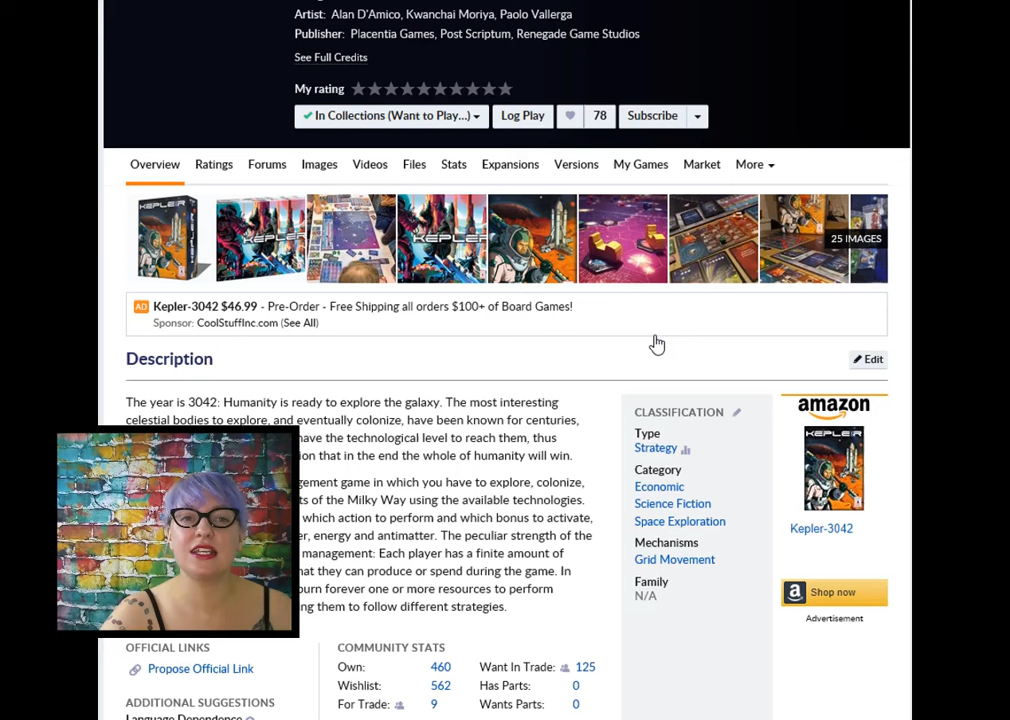 Artist: Alan D'Amico, Kwanchai Moriya, Paolo Vallerga
Publisher: Placentia Games, Post Scriptum, Renegade Game Studios
See Full Credits
My rating
In Collections (Want to Play...)
Log Play
78
Subscribe
Overview
Ratings
Forums
Images
Videos
Files
Stats
Expansions
Versions
My Games
Market
More
KEPLER
KEPLER
KEPLER
25 IMAGES
AD Kepler-3042 $46.99 - Pre-Order - Free Shipping all orders $100+ of Board Games!
Sponsor: CoolStuffInc.com (See All)
Description
Edit
The year is 3042: Humanity is ready to explore the galaxy. The most interesting
celestial bodies to explore, and eventually colonize, have been known for centuries,
have the technological level to reach them, thus
ion that in the end the whole of humanity will win.
gement game in which you have to explore, colonize,
ts of the Milky Way using the available technologies.
which action to perform and which bonus to activate,
er, energy and antimatter. The peculiar strength of the
management: Each player has a finite amount of
hat they can produce or spend during the game. In
burn forever one or more resources to perform
ng them to follow different strategies.
CLASSIFICATION
Type
Strategy
Category
Economic
Science Fiction
Space Exploration
Mechanisms
Grid Movement
Family
N/A
amazon
KEPLER
Kepler-3042
Shop now
Advertisement
OFFICIAL LINKS
Propose Official Link
ADDITIONAL SUGGESTIONS
Language Dependence
COMMUNITY STATS
Own: 460
Wishlist: 562
For Trade: 9
Want In Trade: 125
Has Parts: 0
Wants Parts: 0